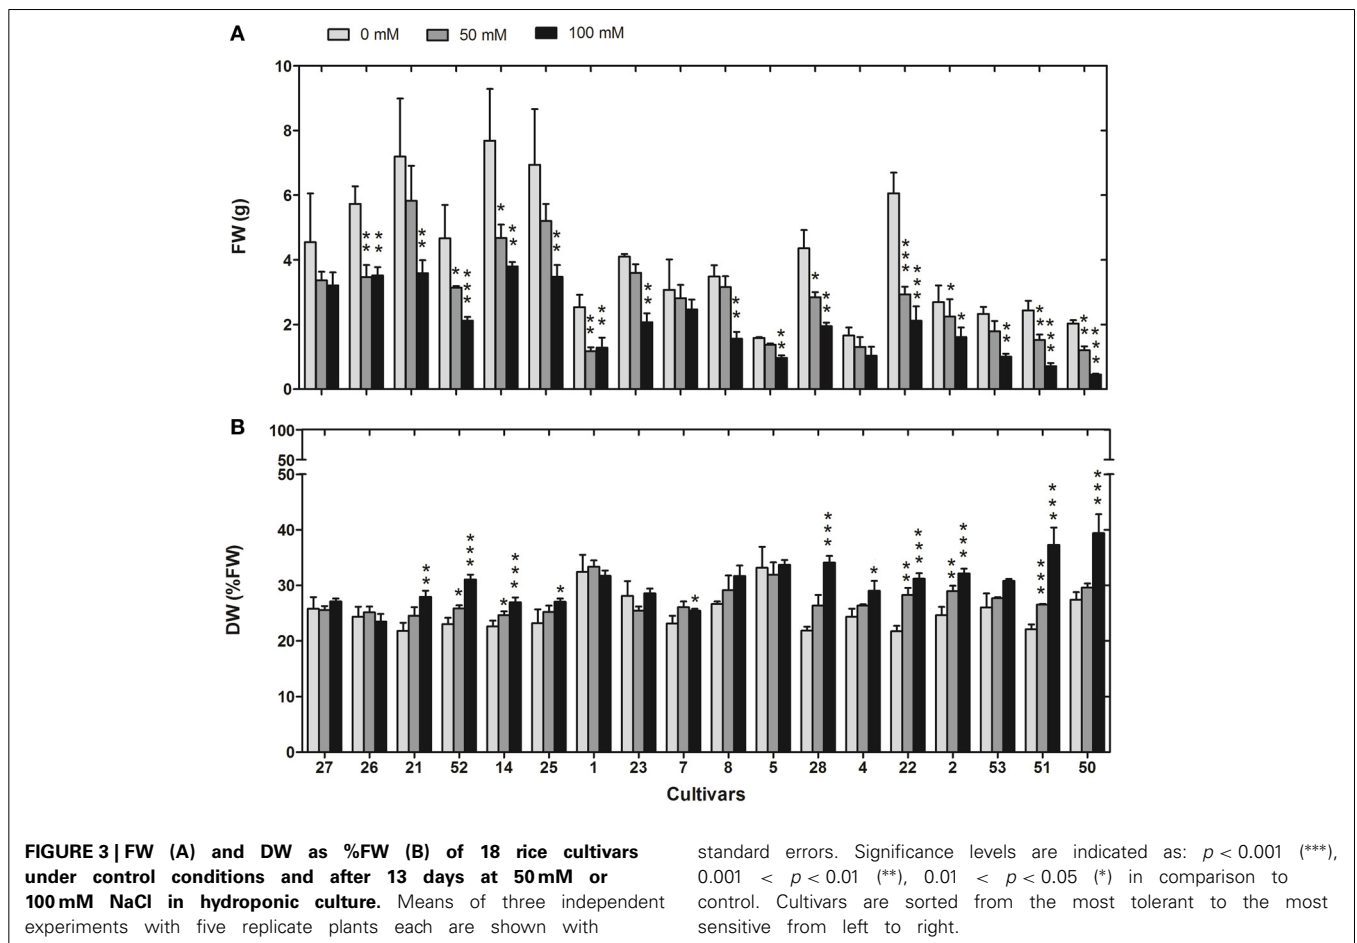 A
0 mM 50 mM 100 mM
10
8
6
4
2
0
FW (g)
* * * * * * * * * * * * * * * * * * * * * * * * * * * * * * * * * * * * * * * * * * * * * * * * * *
B
100
50
50
40
30
20
10
0
DW (%FW)
* * * * * * * * * * * * * * * * * * * * * * * * * * * * * * * * *
27 26 21 52 14 25 1 23 7 8 5 28 4 22 2 53 51 50
Cultivars
FIGURE 3 | FW (A) and DW as %FW (B) of 18 rice cultivars
under control conditions and after 13 days at 50 mM or
100 mM NaCl in hydroponic culture. Means of three independent
experiments with five replicate plants each are shown with
standard errors. Significance levels are indicated as: p < 0.001 (***),
0.001 < p < 0.01 (**), 0.01 < p < 0.05 (*) in comparison to
control. Cultivars are sorted from the most tolerant to the most
sensitive from left to right.